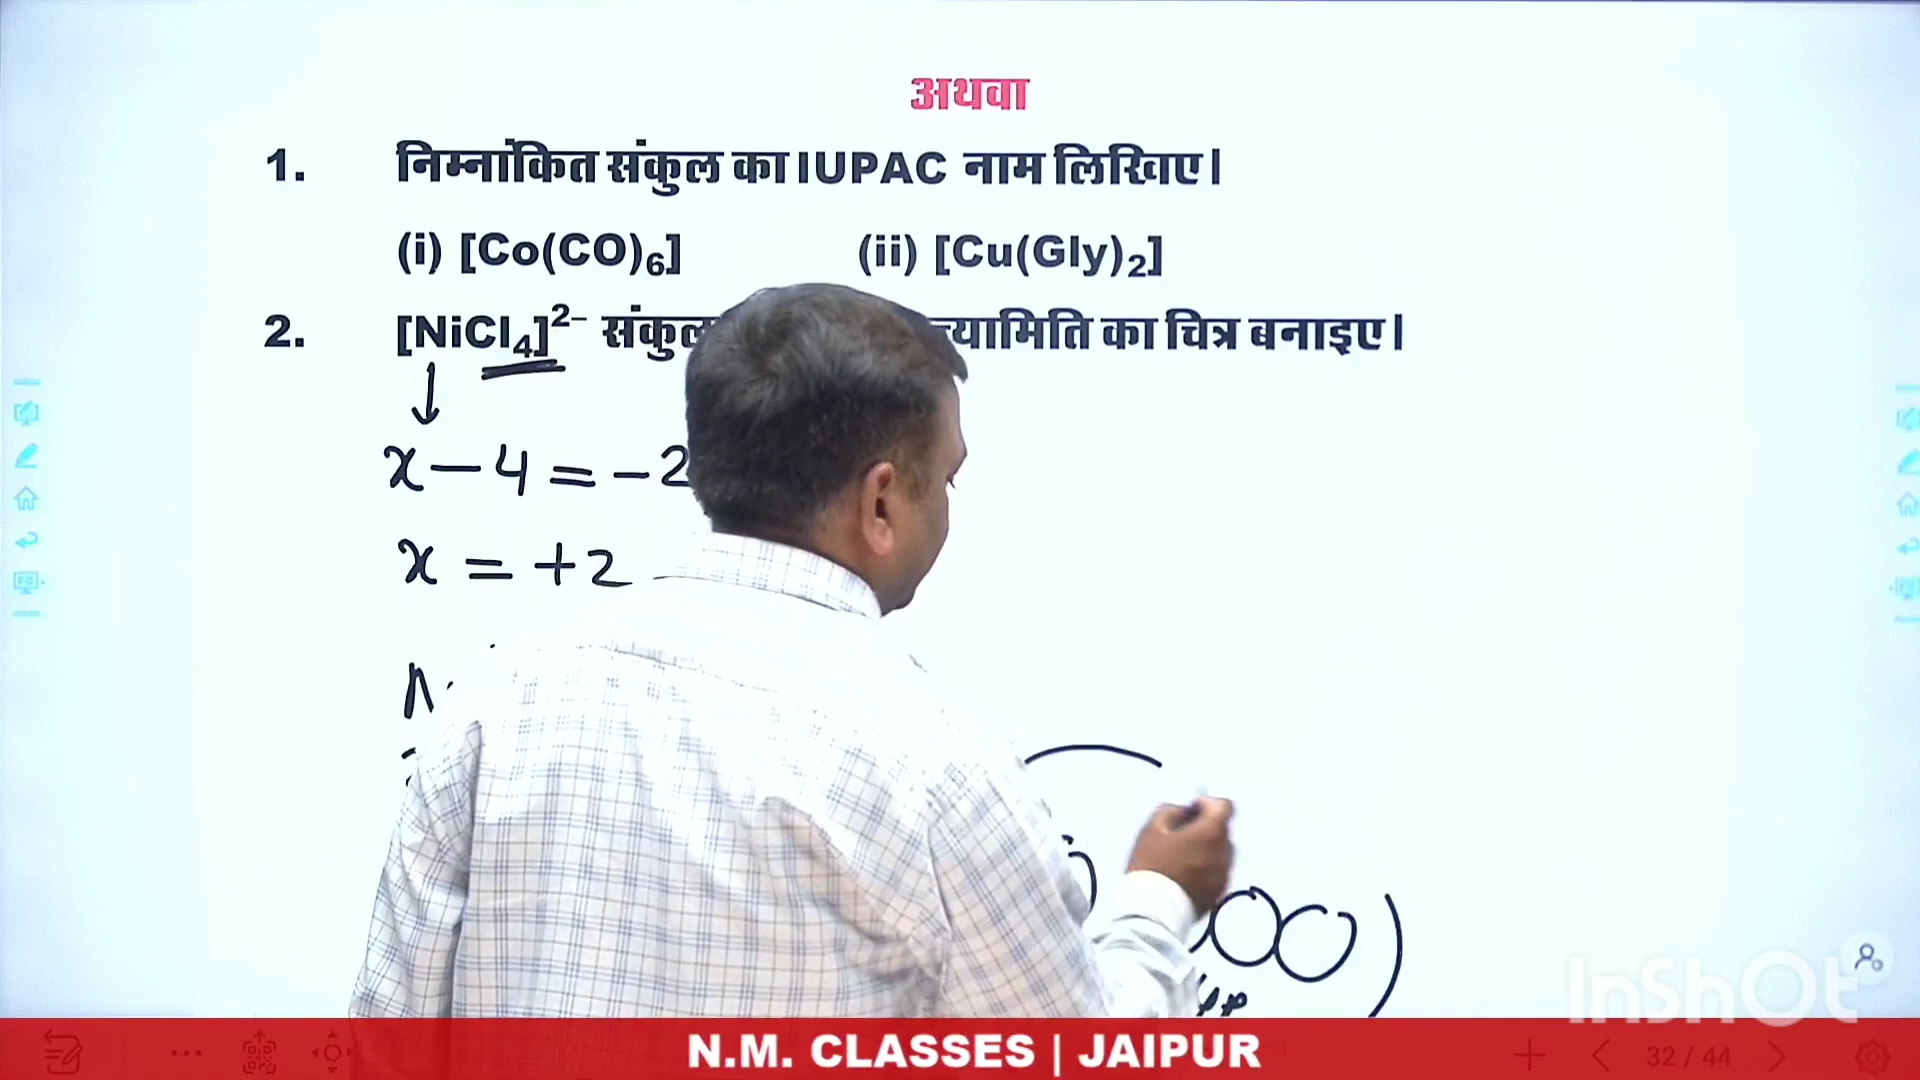 अथवा
1. निम्नांकित संकुल का IUPAC नाम लिखिए।
(i) [Co(CO)₆] (ii) [Cu(Gly)₂]
2. [NiCl₄]²⁻ संकुल का चित्र बनाइए।
x − 4 = −2
x = +2
InShOt
N.M. CLASSES | JAIPUR
32 / 44